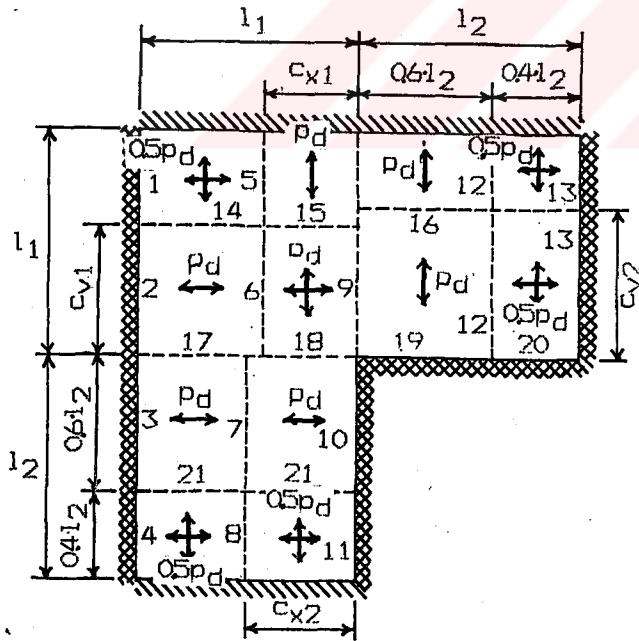 l1 l2
cx1 0.6l2 0.4l2
pd
0.5pd pd 0.5pd
1 5 12 13
14 15 16 13
l1 cy1 cy2
pd pd pd
2 6 9 12 0.5pd
17 18 19 20
l2 0.6l2
pd pd
3 7 10
21 21
0.4l2 0.5pd
4 8 11
0.5pd
cx2